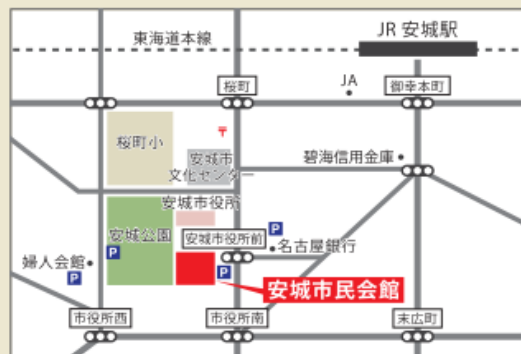 JR 安城駅
東海道本線
桜町
JA
御幸本町
〒
桜町小
安城市
文化センター
碧海信用金庫
安城市役所
安城公園
P
安城市役所前
P
名古屋銀行
婦人会館
P
P
安城市民会館
市役所西
市役所南
末広町